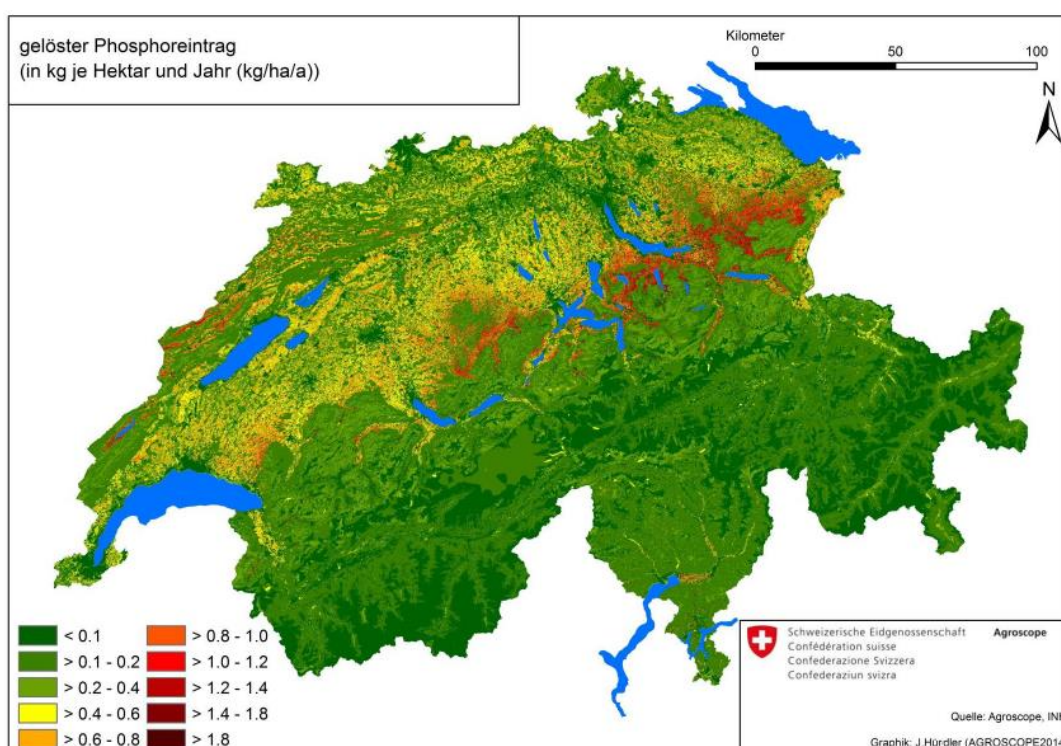 gelöster Phosphoreintrag
(in kg je Hektar und Jahr (kg/ha/a))
Kilometer
0 50 100
N
< 0.1
> 0.1 - 0.2
> 0.2 - 0.4
> 0.4 - 0.6
> 0.6 - 0.8
> 0.8 - 1.0
> 1.0 - 1.2
> 1.2 - 1.4
> 1.4 - 1.8
> 1.8
Schweizerische Eidgenossenschaft
Confédération suisse
Confederazione Svizzera
Confederaziun svizra
Agroscope
Quelle: Agroscope,
Graphik: J.Hürdler (AGROSCOPE2014